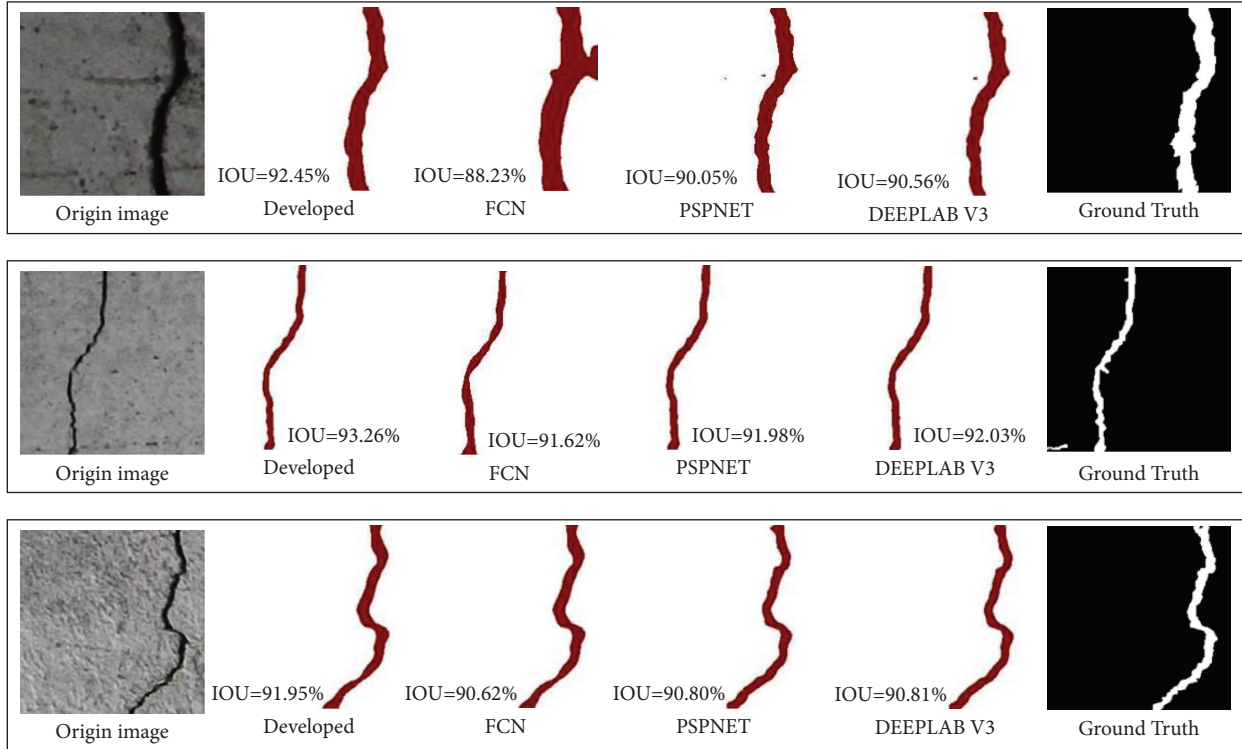 IOU=92.45% IOU=88.23% IOU=90.05% IOU=90.56%
Origin image Developed FCN PSPNET DEEPLAB V3 Ground Truth
IOU=93.26% IOU=91.62% IOU=91.98% IOU=92.03%
Origin image Developed FCN PSPNET DEEPLAB V3 Ground Truth
IOU=91.95% IOU=90.62% IOU=90.80% IOU=90.81%
Origin image Developed FCN PSPNET DEEPLAB V3 Ground Truth